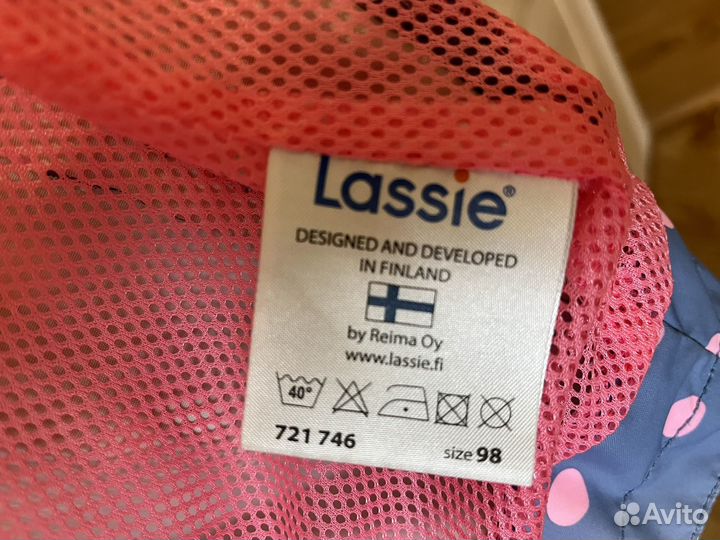 Lassie®
DESIGNED AND DEVELOPED
IN FINLAND
by Reima Oy
www.lassie.fi
40°
721 746 size 98
Avito